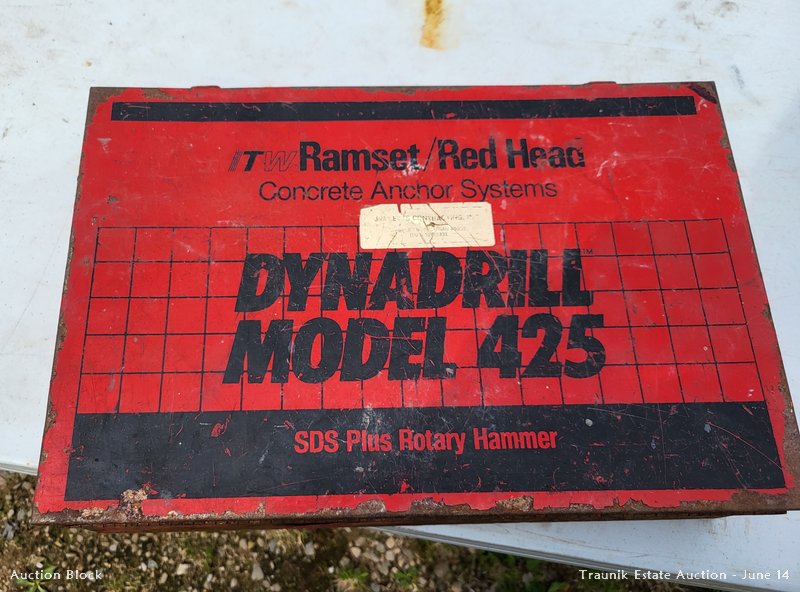 ITW Ramset/Red Head
Concrete Anchor Systems
DYNADRILL™
MODEL 425
SDS Plus Rotary Hammer
Auction Block
Traunik Estate Auction - June 14